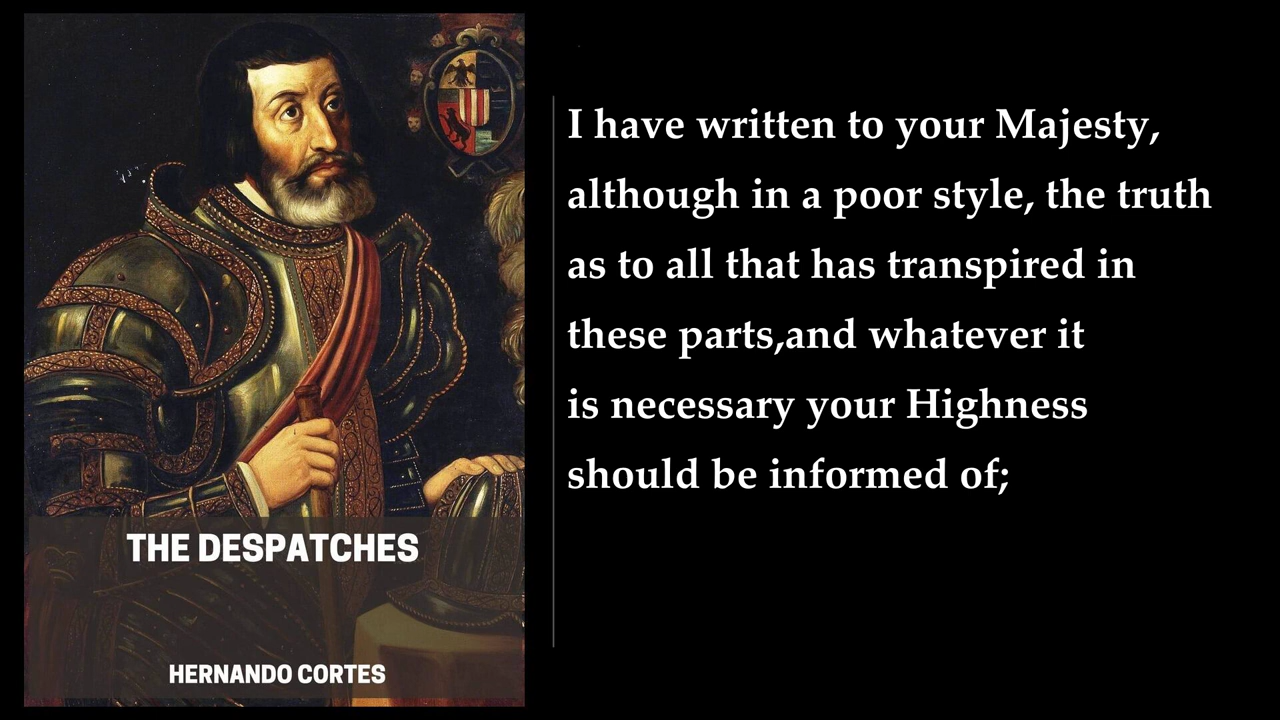 THE DESPATCHES
HERNANDO CORTES
I have written to your Majesty,
although in a poor style, the truth
as to all that has transpired in
these parts,and whatever it
is necessary your Highness
should be informed of;